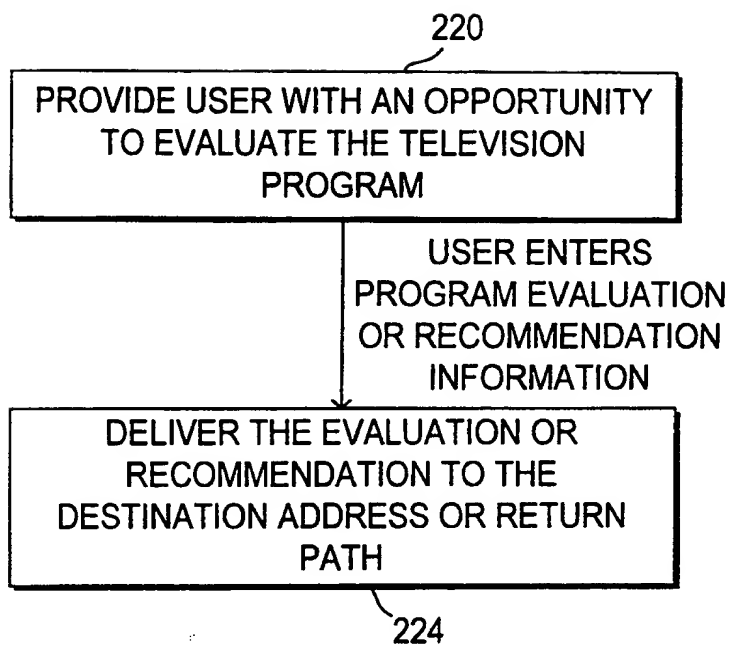 220
PROVIDE USER WITH AN OPPORTUNITY
TO EVALUATE THE TELEVISION
PROGRAM
USER ENTERS
PROGRAM EVALUATION
OR RECOMMENDATION
INFORMATION
DELIVER THE EVALUATION OR
RECOMMENDATION TO THE
DESTINATION ADDRESS OR RETURN
PATH
224